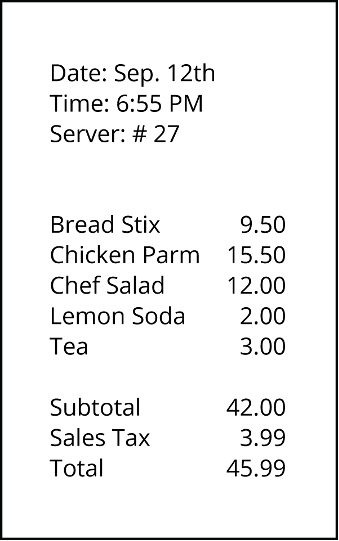 Date: Sep. 12th
Time: 6:55 PM
Server: # 27
Bread Stix 9.50
Chicken Parm 15.50
Chef Salad 12.00
Lemon Soda 2.00
Tea 3.00
Subtotal 42.00
Sales Tax 3.99
Total 45.99